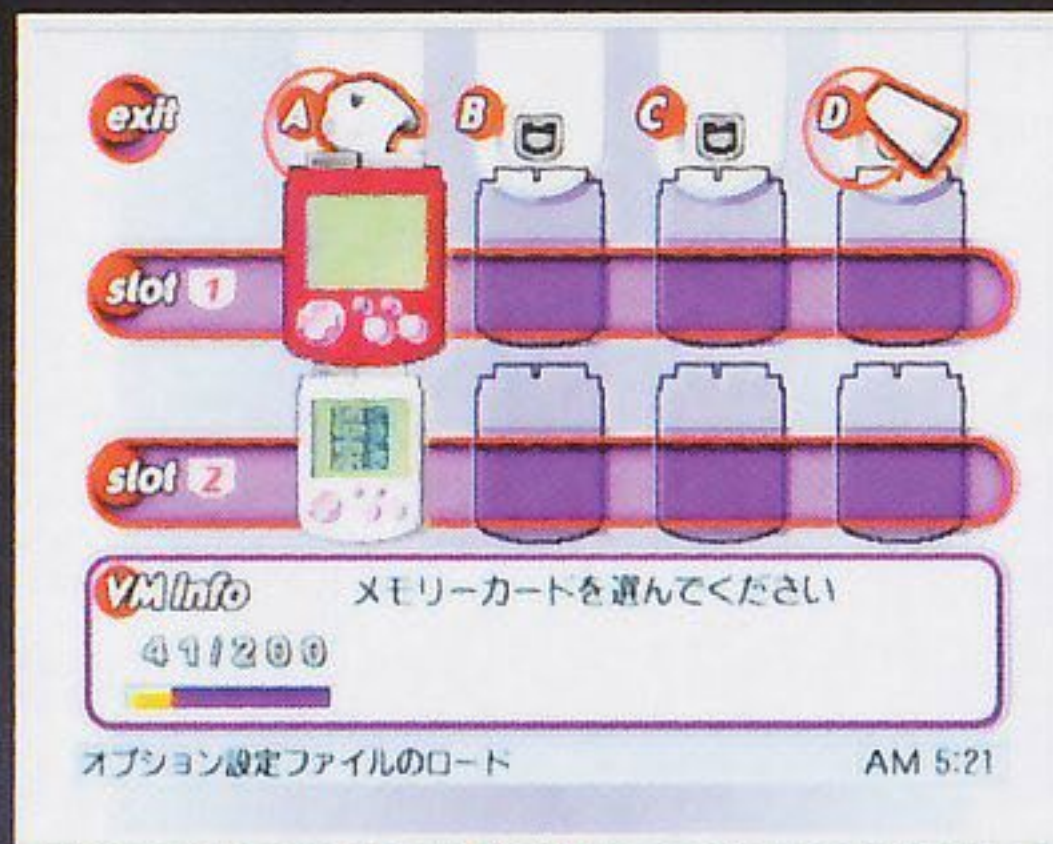 exit
A
B
C
D
slot 1
slot 2
VM Info
メモリーカードを選んでください
41/200
オプション設定ファイルのロード
AM 5:21